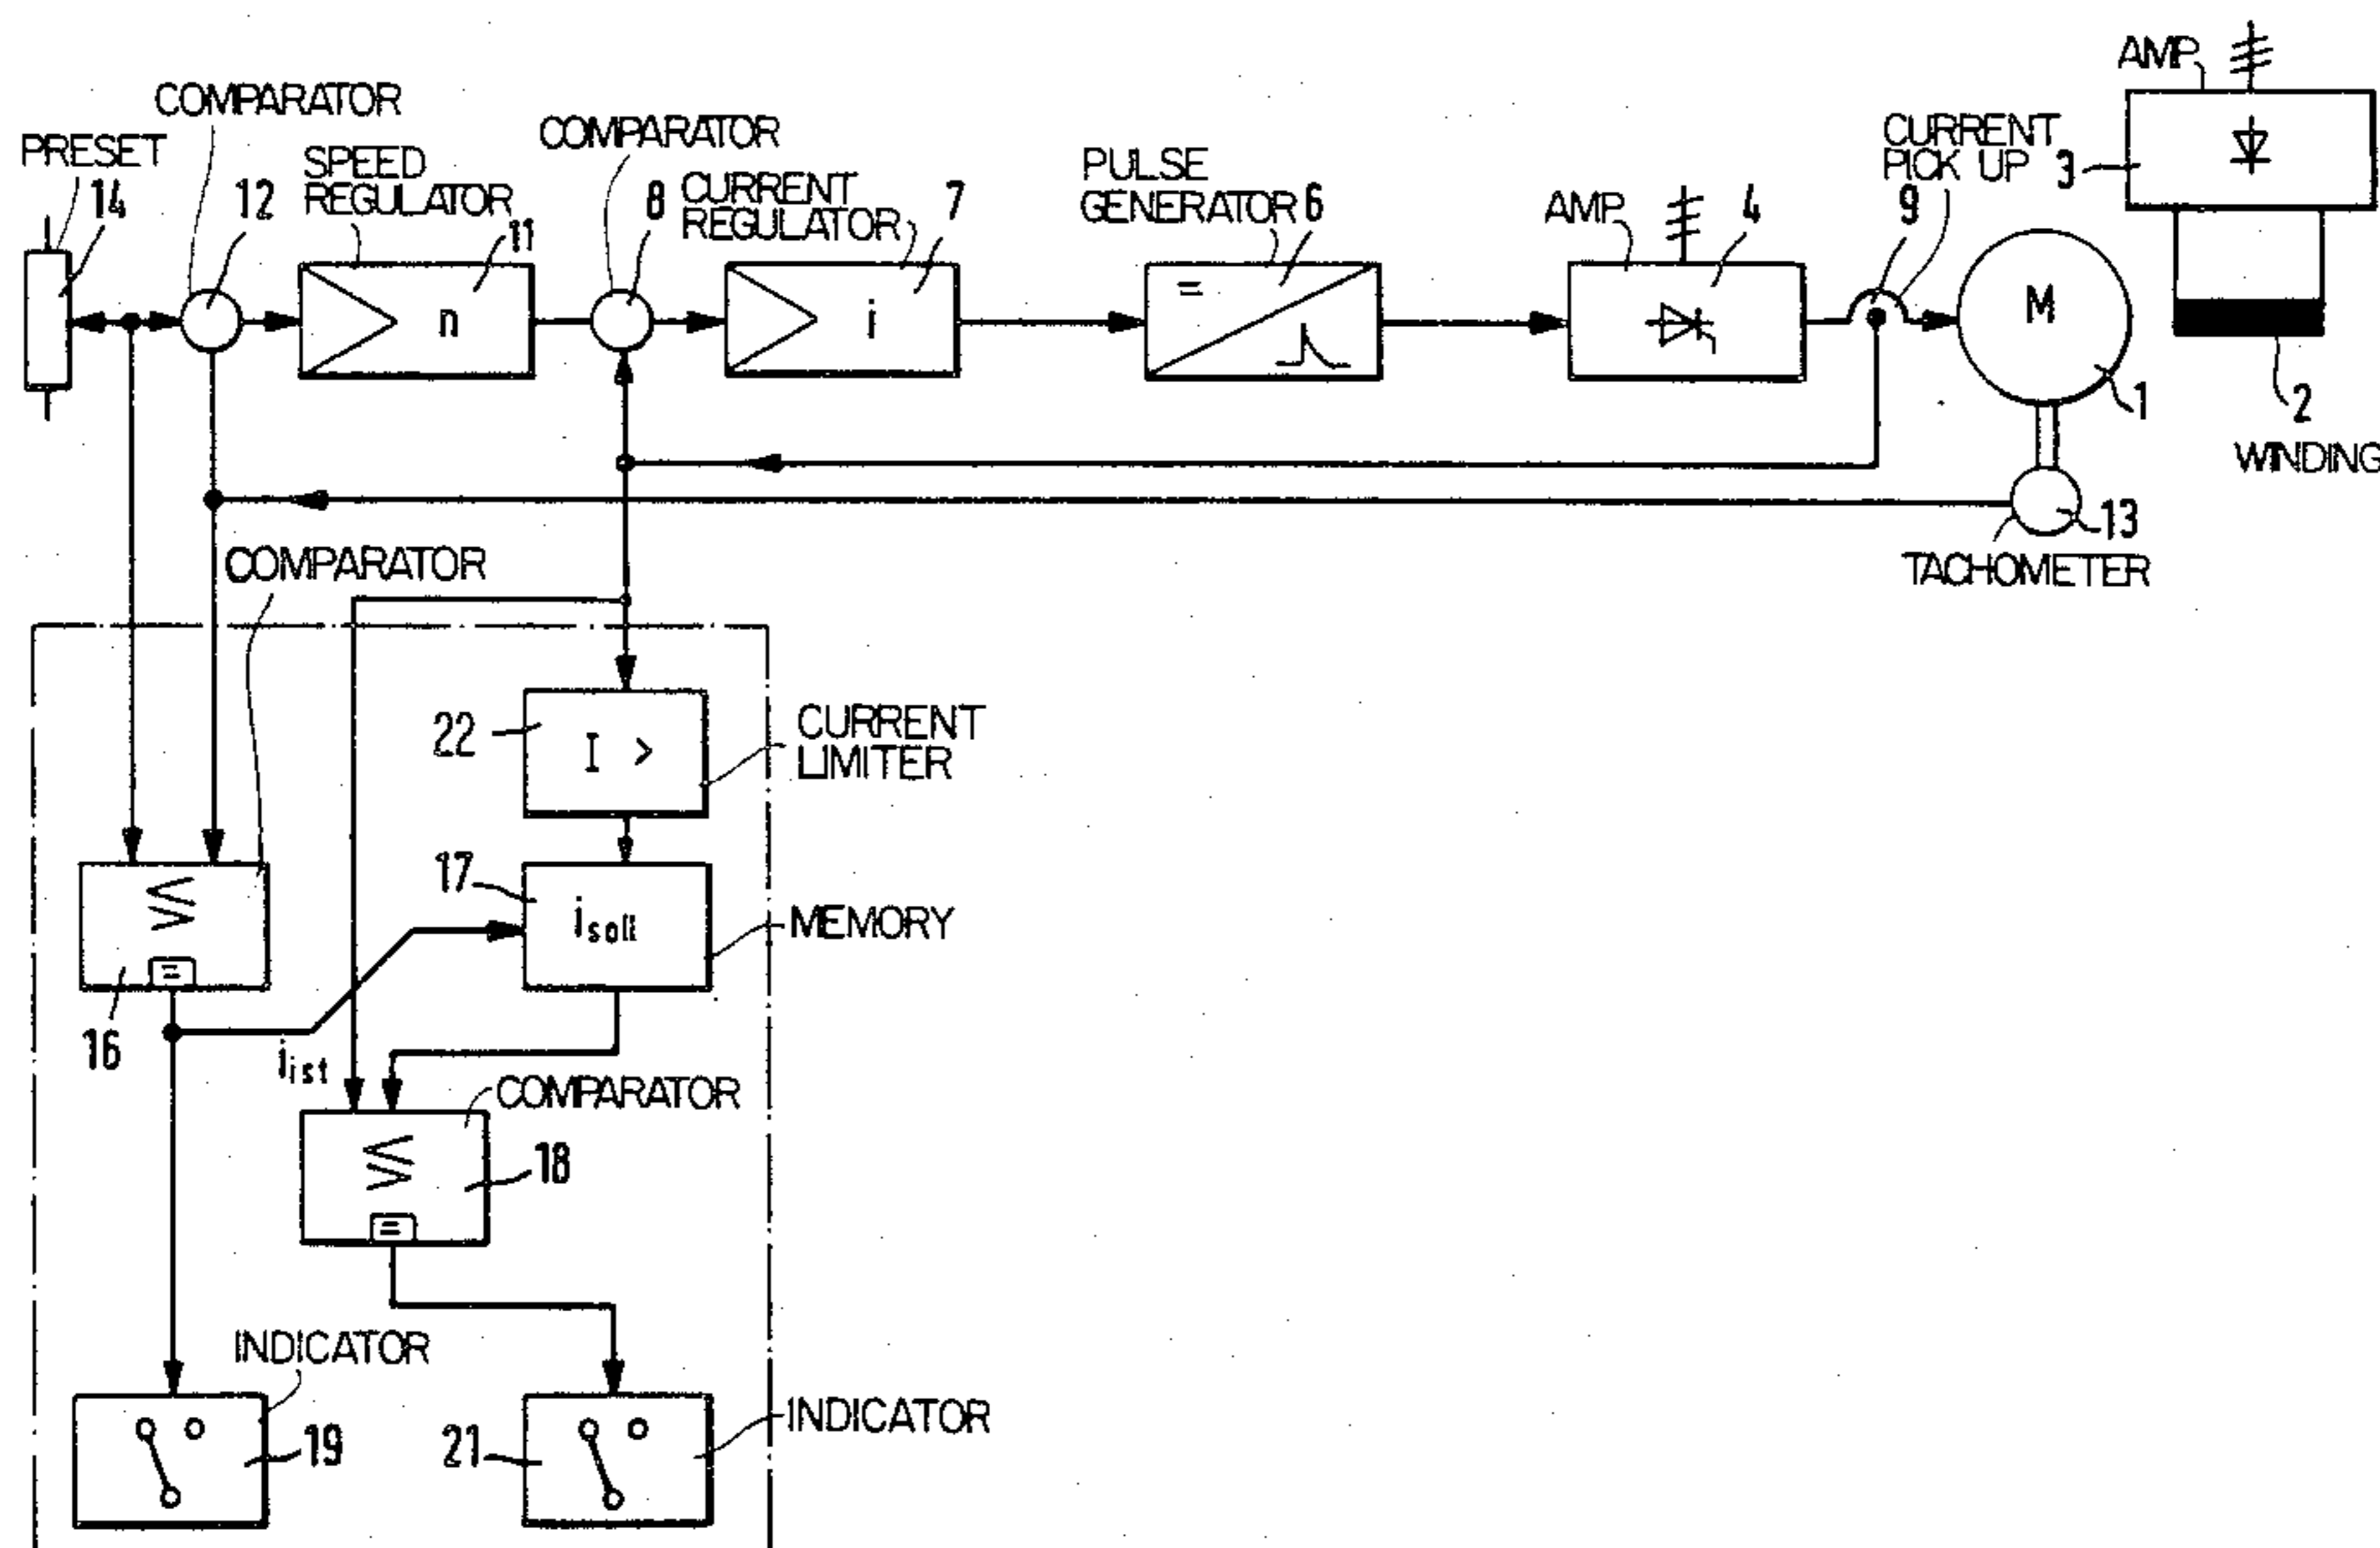 AMP.
COMPARATOR
COMPARATOR
CURRENT
PICK UP
3
PRESET
14
12
SPEED
REGULATOR
11
8
CURRENT
REGULATOR
7
PULSE
GENERATOR 6
AMP.
4
9
n
i
=
M
1
2
WINDING
13
TACHOMETER
COMPARATOR
22
I >
CURRENT
LIMITER
17
i soll
MEMORY
≶
=
16
i ist
COMPARATOR
≶
18
=
INDICATOR
19
21
INDICATOR